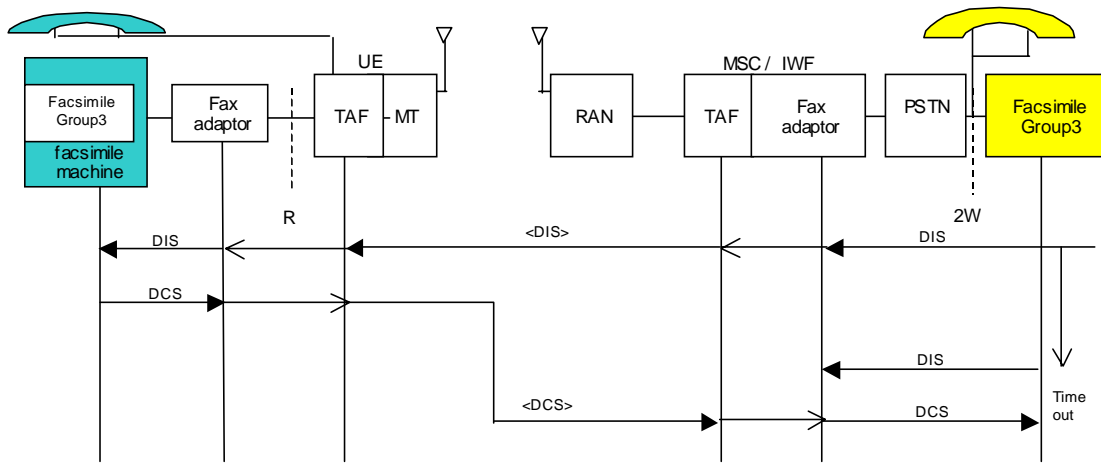 UE
MSC / IWF
Facsimile
Group3
facsimile
machine
Fax
adaptor
TAF
MT
RAN
TAF
Fax
adaptor
PSTN
Facsimile
Group3
R
2W
DIS
<DIS>
DIS
DCS
DIS
Time
out
<DCS>
DCS